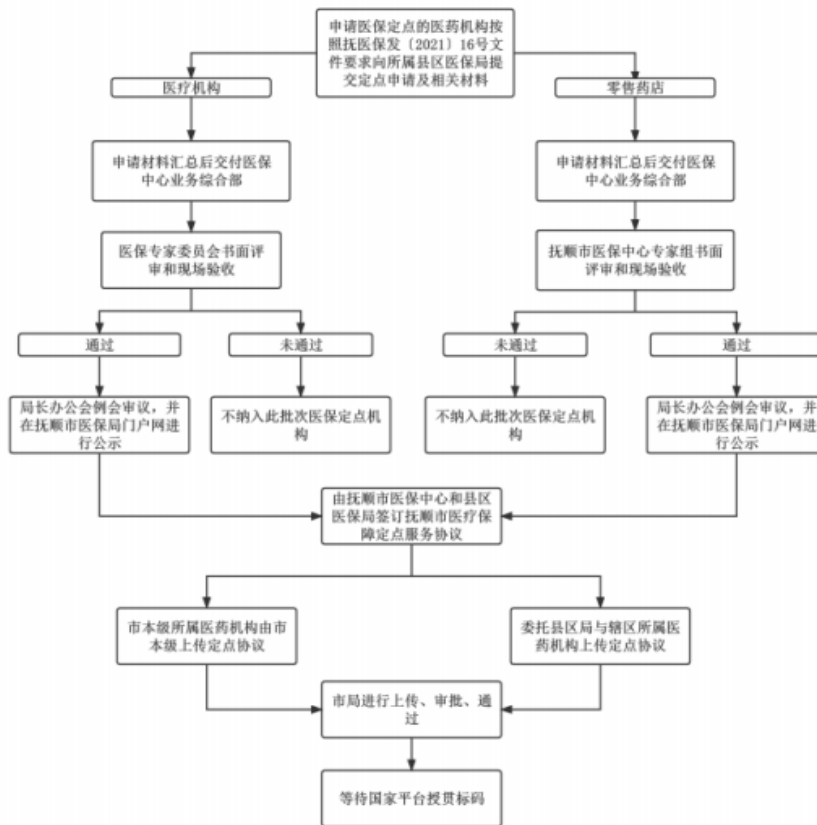 申请医保定点的医药机构按
照抚医保发〔2021〕16号文
件要求向所属县区医保局提
交定点申请及相关材料
医疗机构
零售药店
申请材料汇总后交付医保
中心业务综合部
申请材料汇总后交付医保
中心业务综合部
医保专家委员会书面评
审和现场验收
抚顺市医保中心专家组书面
评审和现场验收
通过
未通过
未通过
通过
局长办公会例会审议，并
在抚顺市医保局门户网进
行公示
不纳入此批次医保定点机
构
不纳入此批次医保定点机
构
局长办公会例会审议，并
在抚顺市医保局门户网进
行公示
由抚顺市医保中心和县区
医保局签订抚顺市医疗保
障定点服务协议
市本级所属医药机构由市
本级上传定点协议
委托县区局与辖区所属医
药机构上传定点协议
市局进行上传、审批、通
过
等待国家平台授贯标码